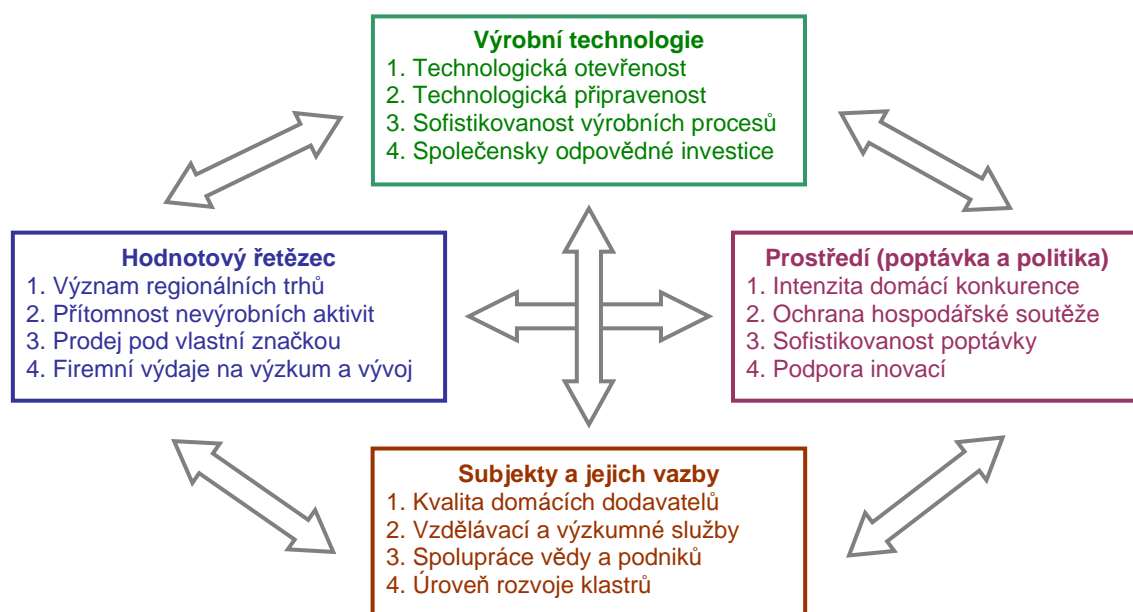 Výrobní technologie
1. Technologická otevřenost
2. Technologická připravenost
3. Sofistikovanost výrobních procesů
4. Společensky odpovědné investice
Hodnotový řetězec
1. Význam regionálních trhů
2. Přítomnost nevýrobních aktivit
3. Prodej pod vlastní značkou
4. Firemní výdaje na výzkum a vývoj
Prostředí (poptávka a politika)
1. Intenzita domácí konkurence
2. Ochrana hospodářské soutěže
3. Sofistikovanost poptávky
4. Podpora inovací
Subjekty a jejich vazby
1. Kvalita domácích dodavatelů
2. Vzdělávací a výzkumné služby
3. Spolupráce vědy a podniků
4. Úroveň rozvoje klastrů